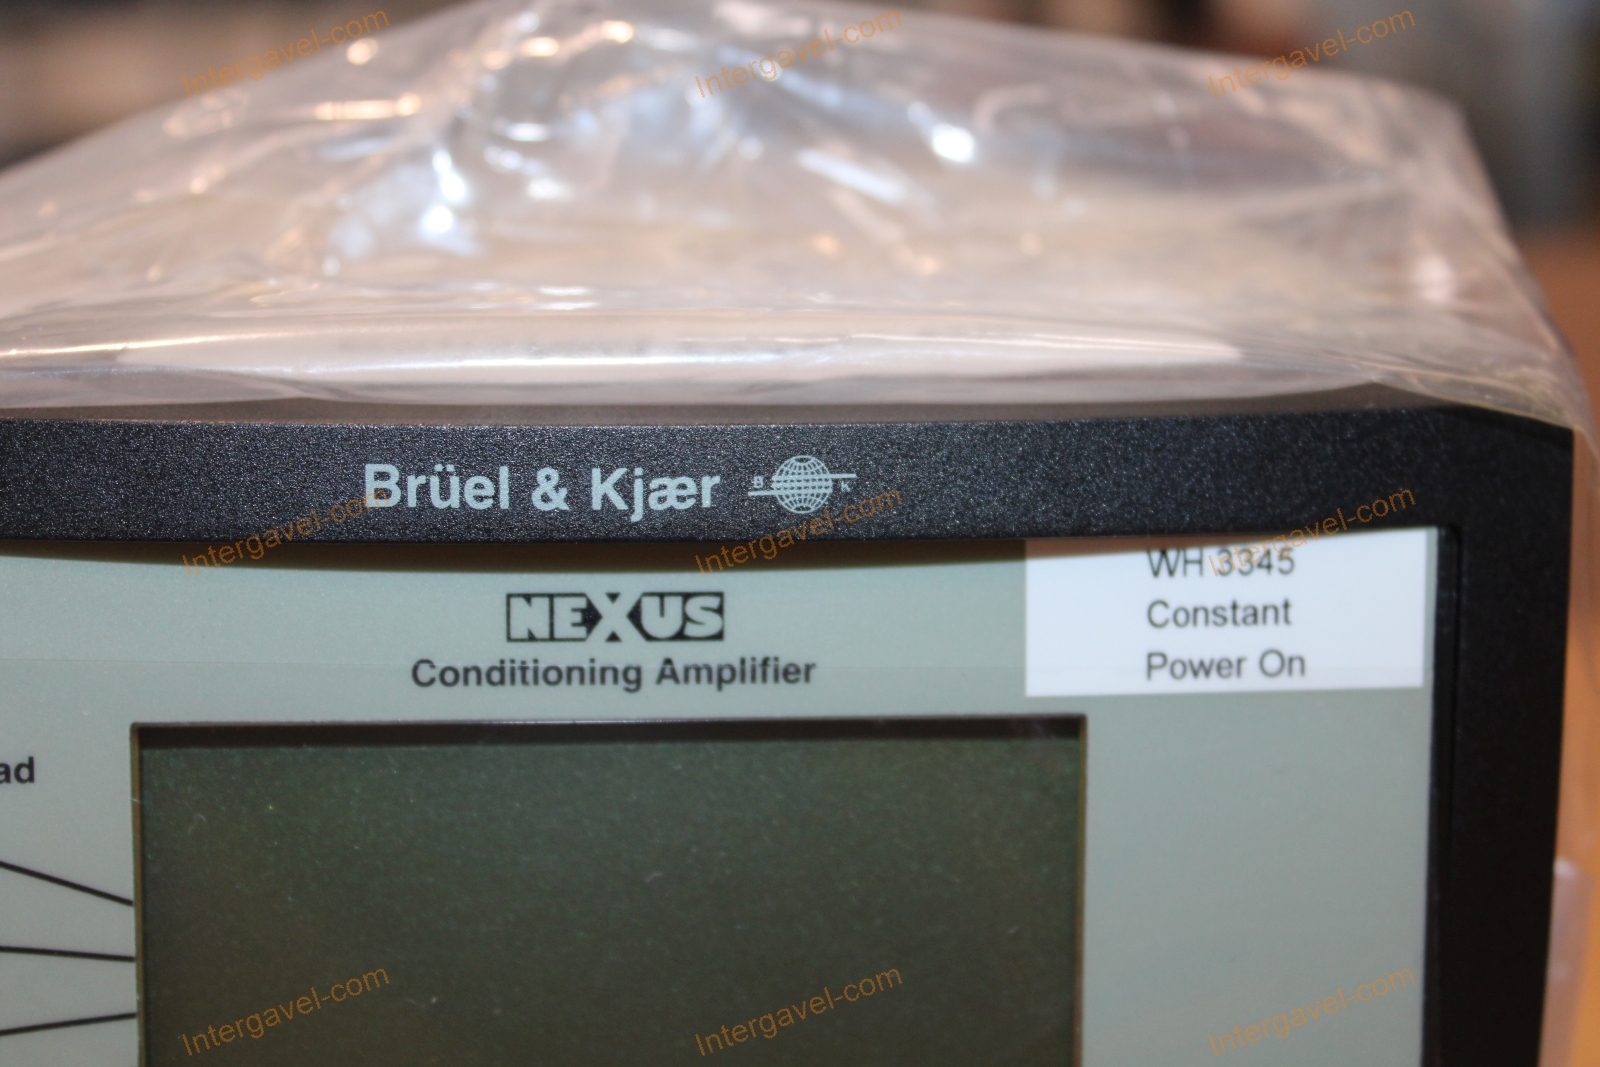 Intergavel-com Intergavel-com Intergavel-com
Brüel & Kjær B K
Intergavel-com Intergavel-com Intergavel-com
WH 3345
NEXUS
Constant
Conditioning Amplifier
Power On
ad
Intergavel-com Intergavel-com Intergavel-com